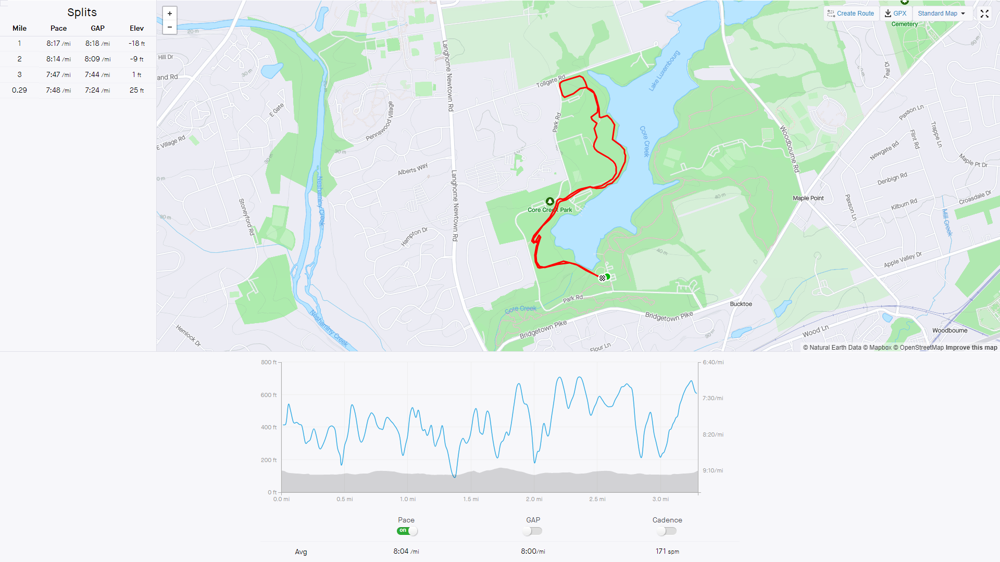 Splits
Mile Pace GAP Elev
1 8:17 /mi 8:18 /mi -18 ft
2 8:14 /mi 8:09 /mi -9 ft
3 7:47 /mi 7:44 /mi 1 ft
0.29 7:48 /mi 7:24 /mi 25 ft
+
−
Create Route
GPX
Standard Map
Cemetery
20 m
60 m
Hill Dr
and Rd
30 m
20 m
Langhorne Newtown Rd
Tollgate Rd
Lake Luxembourg
Tear Dr
E Gate
Pennswood Village
Park Rd
Core Creek
Woodbourne Rd
Paxson Ln
Trappe Ln
Flint Rd
E Village Rd
30 m
30 m
Newgate Rd
Maple Pt Dr
Alberts Way
0 m
Neshaminy Creek
Langhorne Newtown Rd
Denbign Rd
Core Creek Park
40 m
Maple Point
Paxson Ln
Kilburn Rd
Croasdale Dr
Mill Creek
30 m
Stoneyford Rd
Hampton Dr
40 m
Apple Valley Dr
Park Rd
Core Creek
Bridgetown Pike
Bridgetown Pike
Bucktoe
Neshaminy Creek
Hemlock Dr
Flour Ln
30 m
Wood Ln
Woodbourne
© Natural Earth Data © Mapbox © OpenStreetMap Improve this map
800 ft
600 ft
400 ft
200 ft
0 ft
6:40/mi
7:30/mi
8:20/mi
9:10/mi
0.0 mi 0.5 mi 1.0 mi 1.5 mi 2.0 mi 2.5 mi 3.0 mi
Pace GAP Cadence
on
Avg 8:04 /mi 8:00/mi 171 spm